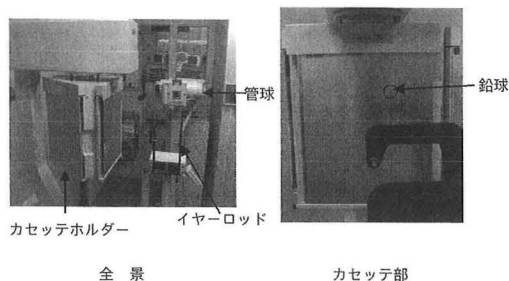 管球
鉛球
イヤーロッド
カセッテホルダー
全 景
カセッテ部